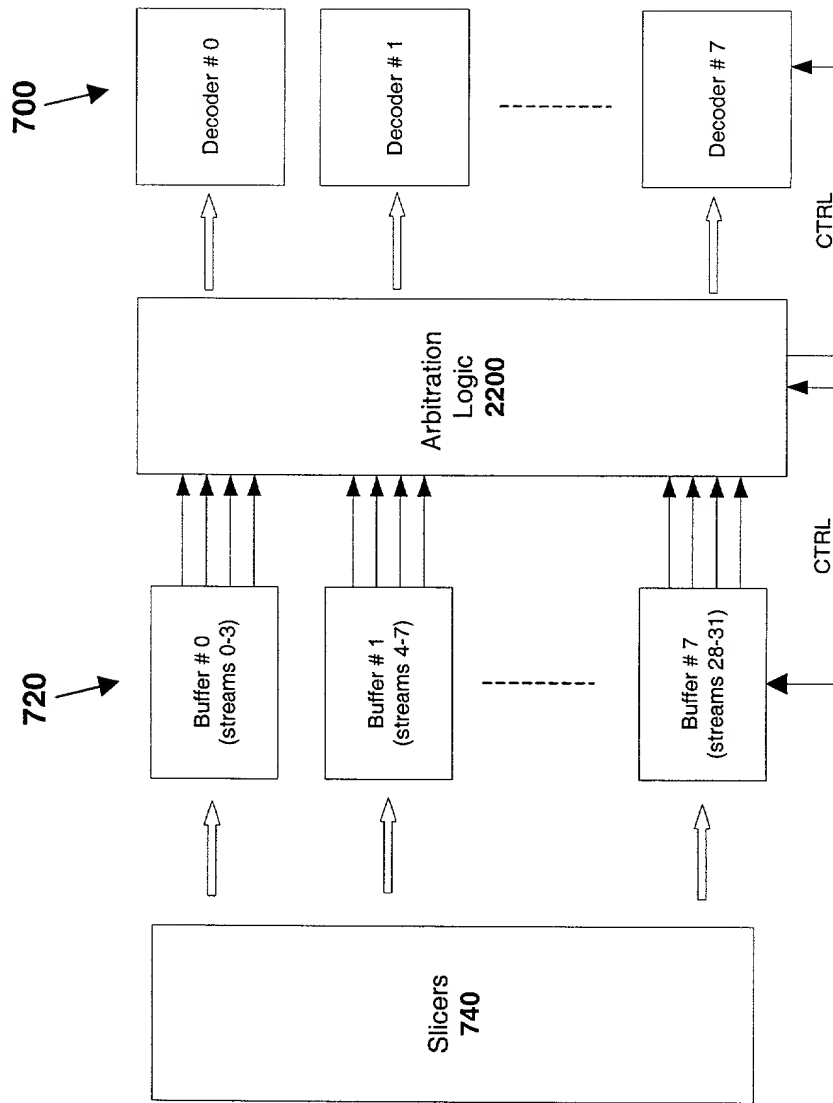 700
Decoder # 0
Decoder # 1
Decoder # 7
CTRL
Arbitration
Logic
2200
CTRL
720
Buffer # 0
(streams 0-3)
Buffer # 1
(streams 4-7)
Buffer # 7
(streams 28-31)
Slicers
740